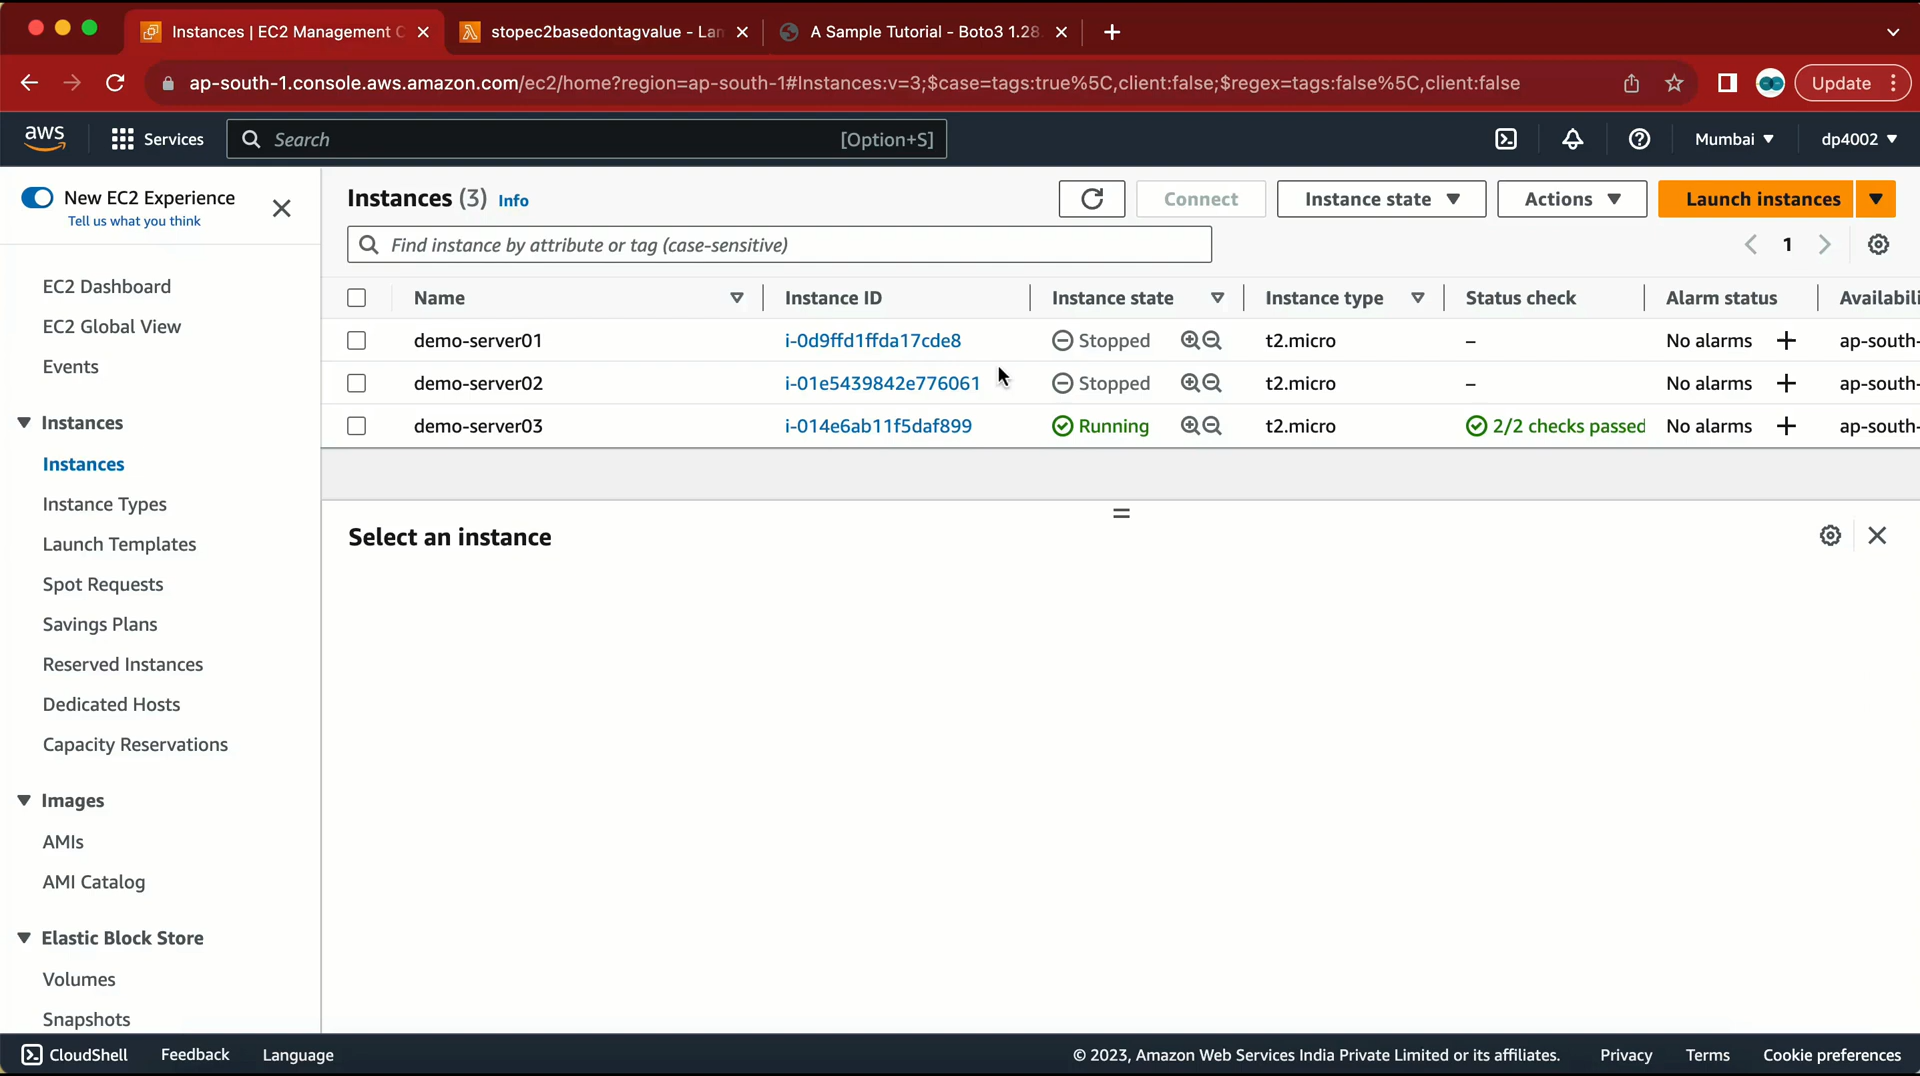 Instances | EC2 Management C
stopec2basedontagvalue - Lam
A Sample Tutorial - Boto3 1.28.
ap-south-1.console.aws.amazon.com/ec2/home?region=ap-south-1#Instances:v=3;$case=tags:true%5C,client:false;$regex=tags:false%5C,client:false
Update
aws
Services
Search
[Option+S]
Mumbai
dp4002
New EC2 Experience
Tell us what you think
EC2 Dashboard
EC2 Global View
Events
Instances
Instances
Instance Types
Launch Templates
Spot Requests
Savings Plans
Reserved Instances
Dedicated Hosts
Capacity Reservations
Images
AMIs
AMI Catalog
Elastic Block Store
Volumes
Snapshots
Instances (3) Info
Connect
Instance state
Actions
Launch instances
Find instance by attribute or tag (case-sensitive)
1
Name Instance ID Instance state Instance type Status check Alarm status Availabili
demo-server01 i-0d9ffd1ffda17cde8 Stopped t2.micro – No alarms + ap-south-
demo-server02 i-01e5439842e776061 Stopped t2.micro – No alarms + ap-south-
demo-server03 i-014e6ab11f5daf899 Running t2.micro 2/2 checks passed No alarms + ap-south-
Select an instance
CloudShell
Feedback
Language
© 2023, Amazon Web Services India Private Limited or its affiliates.
Privacy
Terms
Cookie preferences